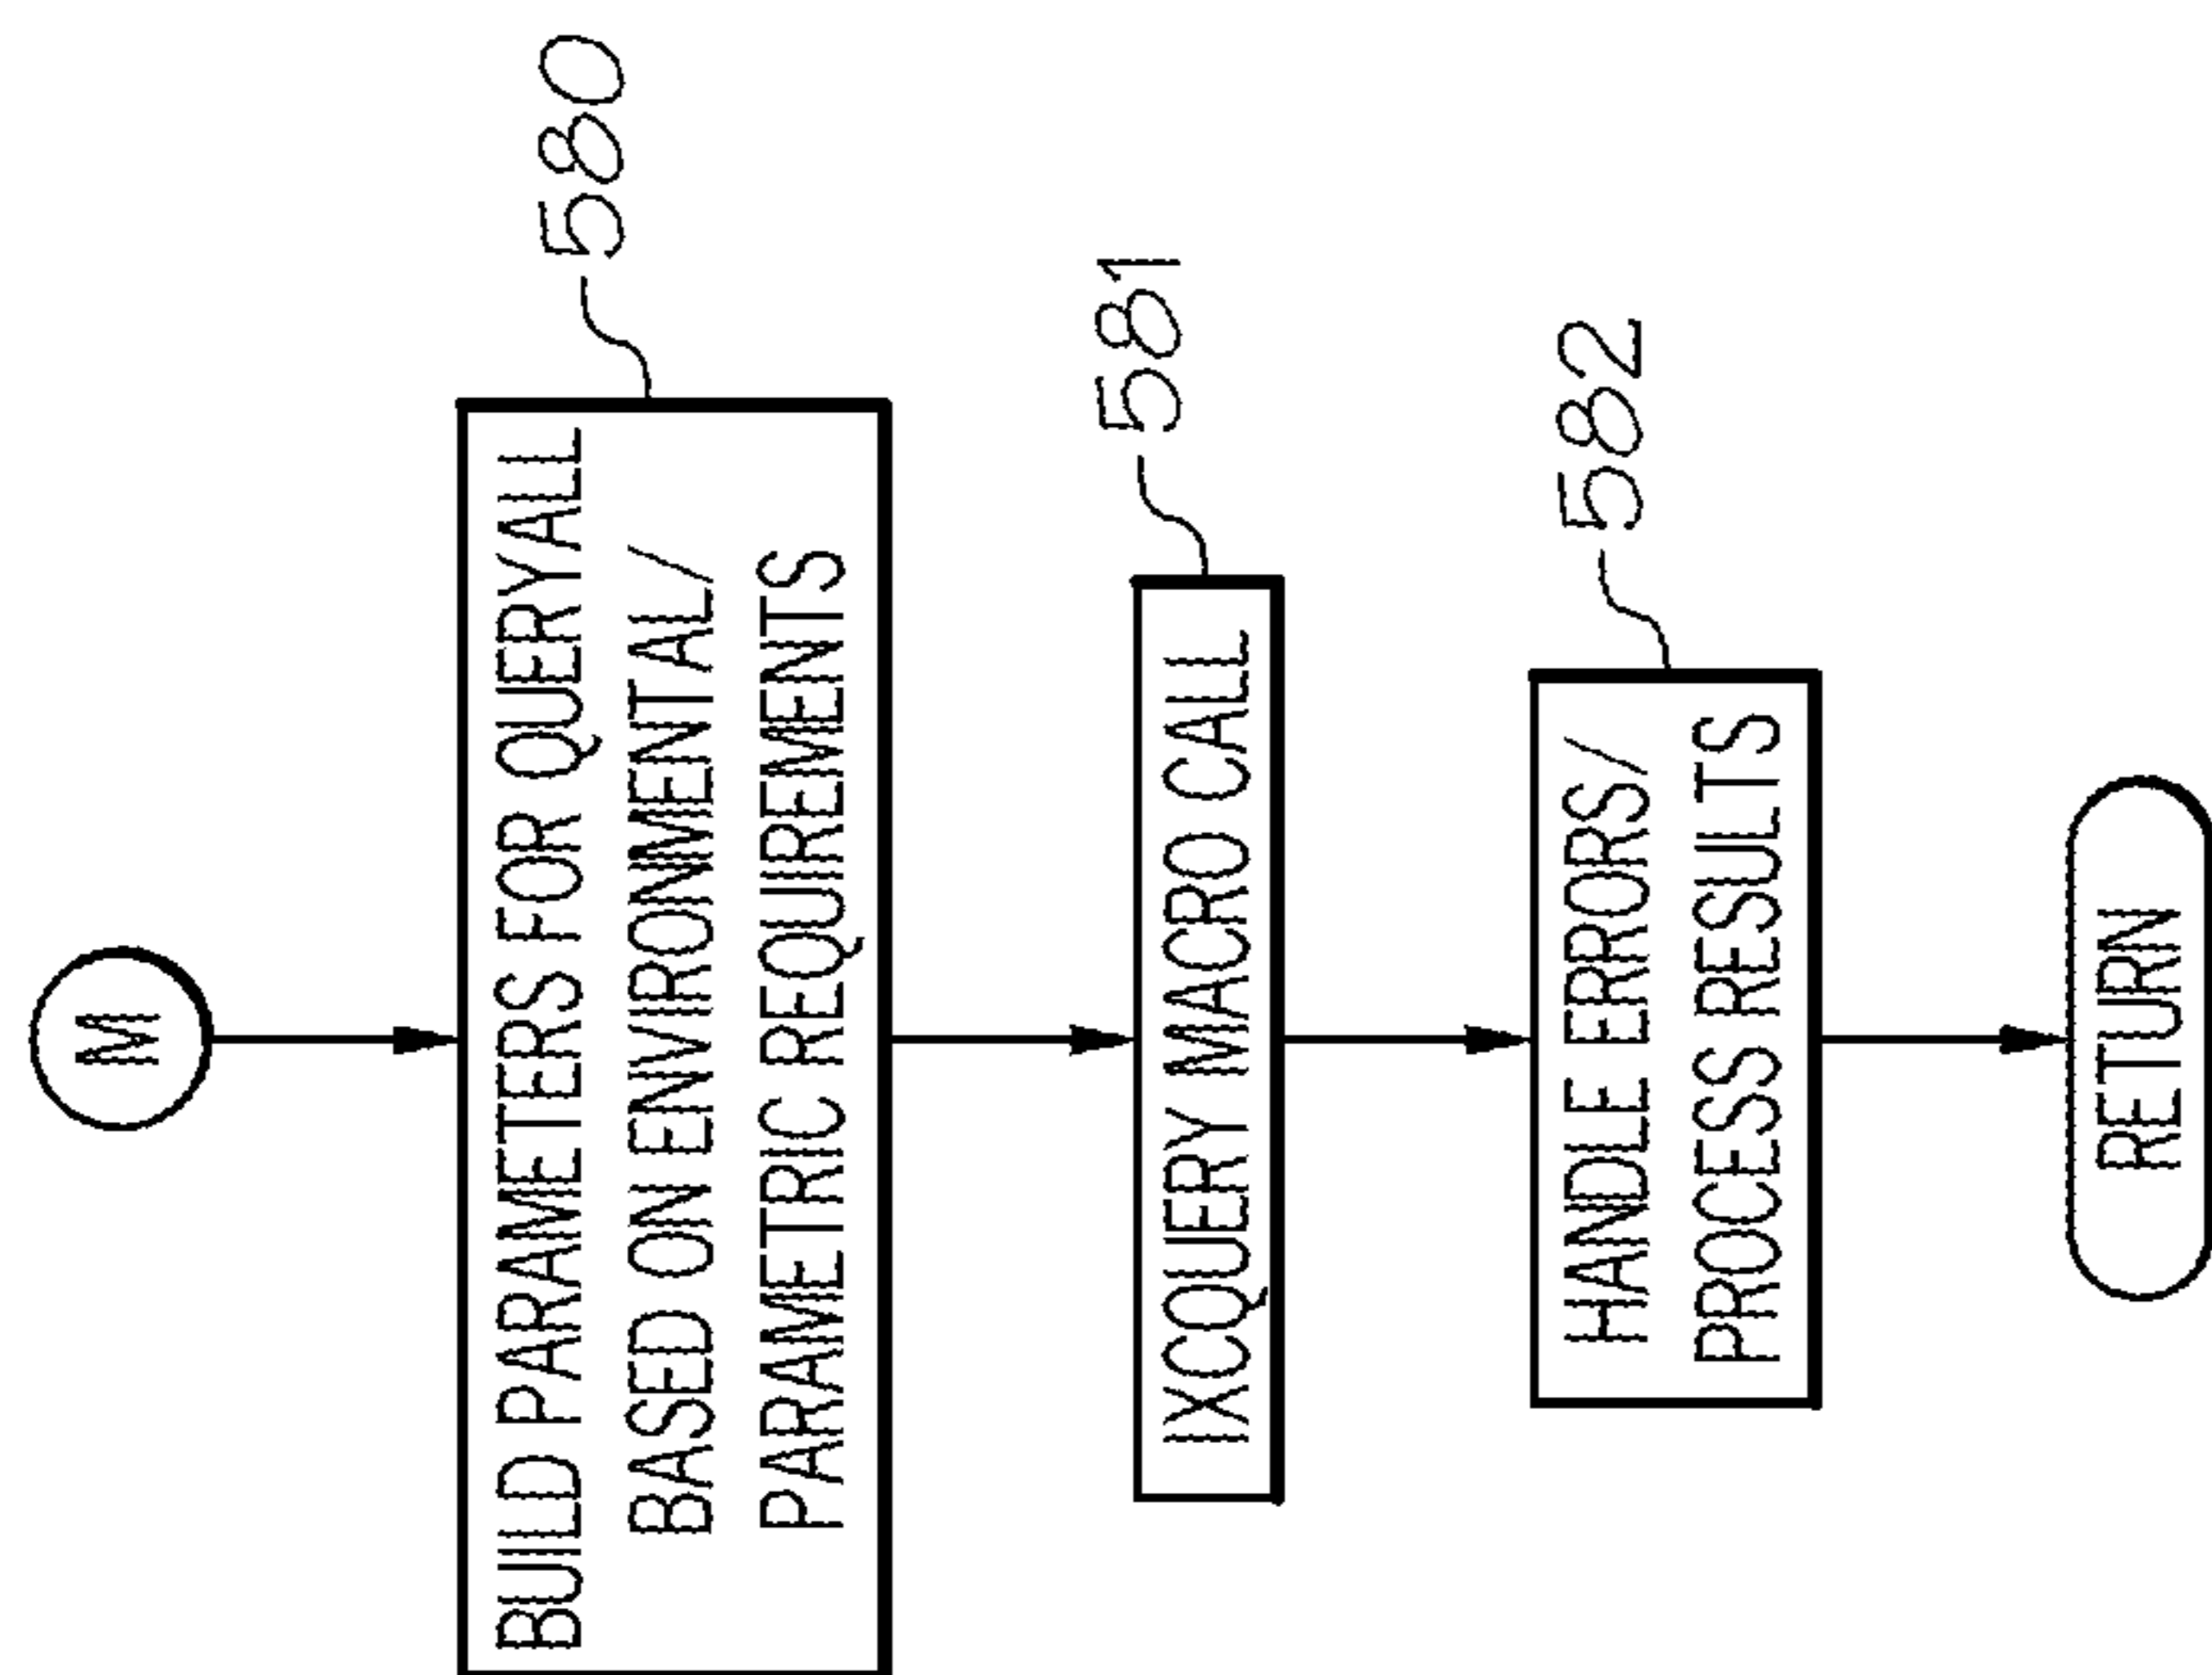 M
580
BUILD PARAMETERS FOR QUERYALL
BASED ON ENVIRONMENTAL/
PARAMETRIC REQUIREMENTS
581
IXCQUERY MACRO CALL
582
HANDLE ERRORS/
PROCESS RESULTS
RETURN